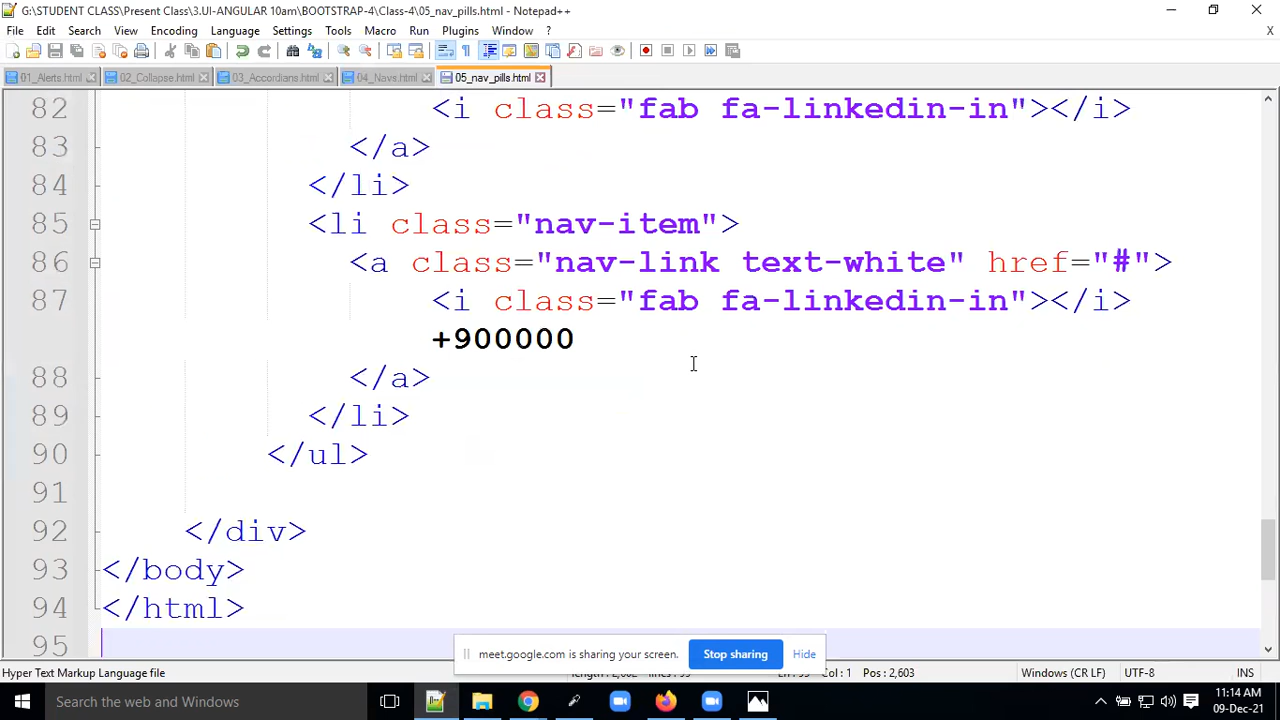 G:\STUDENT CLASS\Present Class\3.UI-ANGULAR 10am\BOOTSTRAP-4\Class-4\05_nav_pills.html - Notepad++
File Edit Search View Encoding Language Settings Tools Macro Run Plugins Window ? X
01_Alerts.html 02_Collapse.html 03_Accordians.html 04_Navs.html 05_nav_pills.html
82 <i class="fab fa-linkedin-in"></i>
83 </a>
84 </li>
85 <li class="nav-item">
86 <a class="nav-link text-white" href="#">
87 <i class="fab fa-linkedin-in"></i>
+900000
88 </a>
89 </li>
90 </ul>
91
92 </div>
93 </body>
94 </html>
95
meet.google.com is sharing your screen. Stop sharing Hide
Hyper Text Markup Language file Col : 1 Pos : 2,603 Windows (CR LF) UTF-8 INS
Search the web and Windows
11:14 AM
09-Dec-21